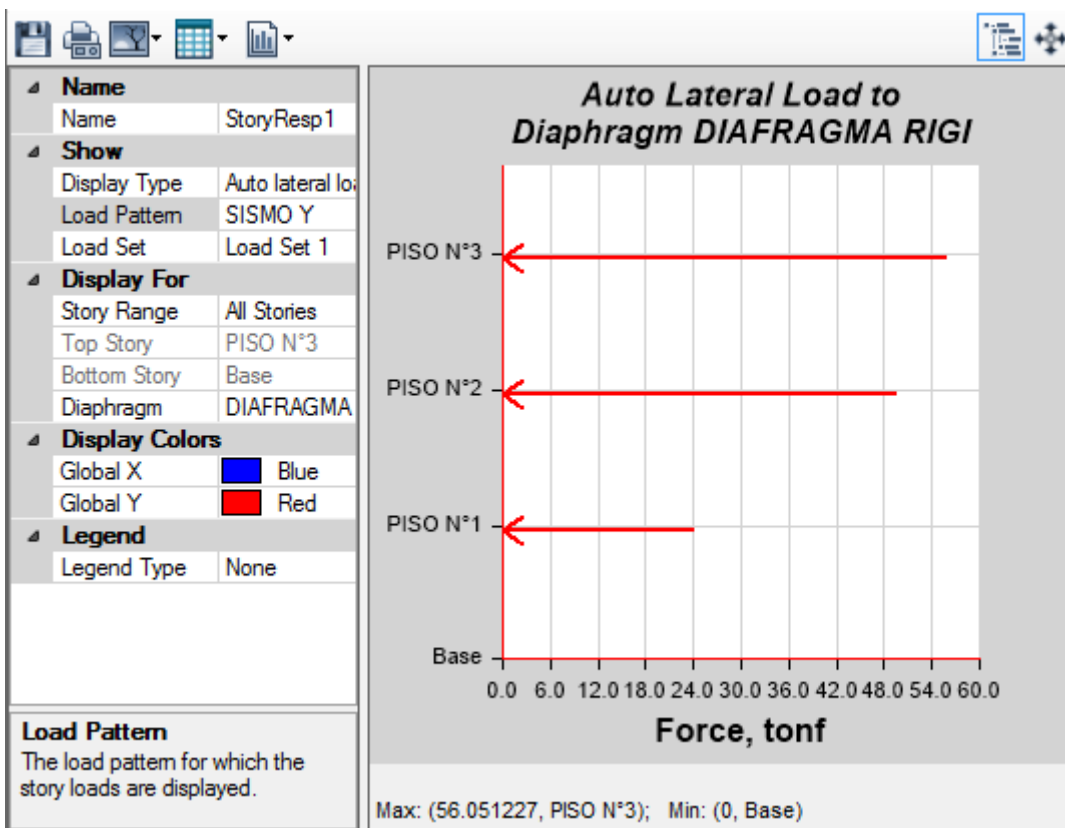 Name
Name StoryResp1
Show
Display Type Auto lateral loa
Load Pattern SISMO Y
Load Set Load Set 1
Display For
Story Range All Stories
Top Story PISO N°3
Bottom Story Base
Diaphragm DIAFRAGMA
Display Colors
Global X Blue
Global Y Red
Legend
Legend Type None
Load Pattern
The load pattern for which the
story loads are displayed.
Auto Lateral Load to
Diaphragm DIAFRAGMA RIGI
PISO N°3
PISO N°2
PISO N°1
Base
0.0 6.0 12.0 18.0 24.0 30.0 36.0 42.0 48.0 54.0 60.0
Force, tonf
Max: (56.051227, PISO N°3); Min: (0, Base)